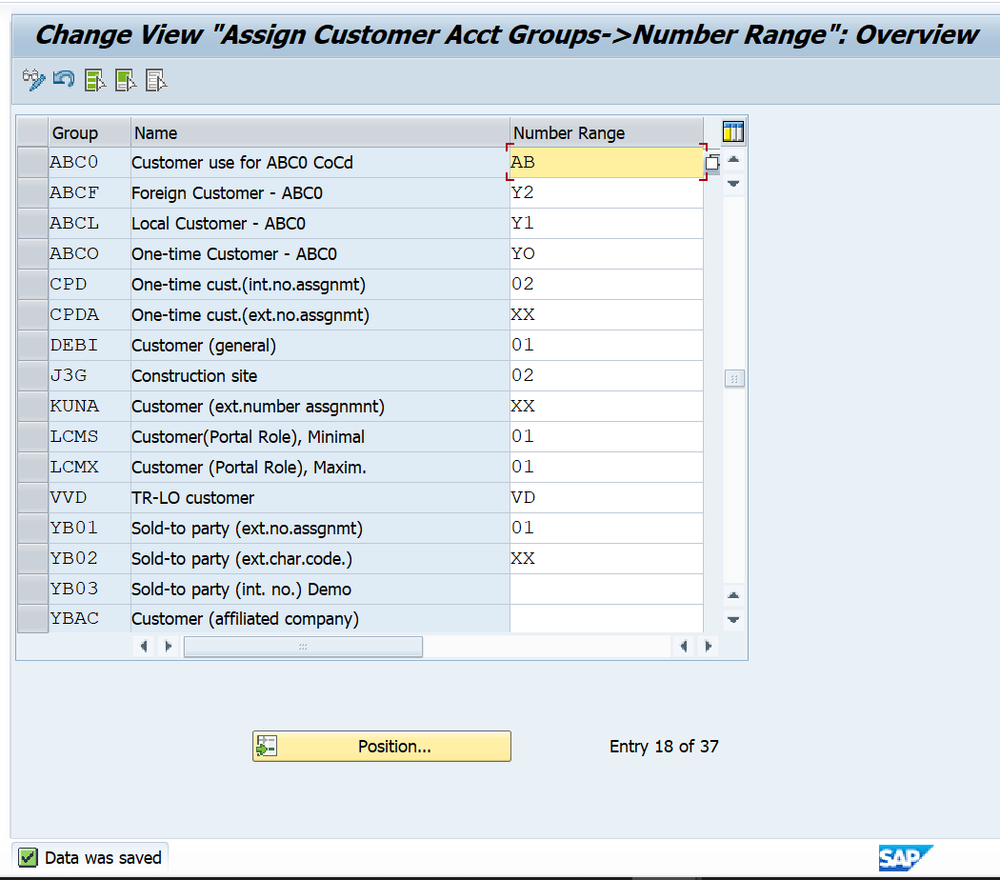 Change View "Assign Customer Acct Groups->Number Range": Overview
Group Name Number Range
ABC0 Customer use for ABC0 CoCd AB
ABCF Foreign Customer - ABC0 Y2
ABCL Local Customer - ABC0 Y1
ABCO One-time Customer - ABC0 YO
CPD One-time cust.(int.no.assgnmt) 02
CPDA One-time cust.(ext.no.assgnmt) XX
DEBI Customer (general) 01
J3G Construction site 02
KUNA Customer (ext.number assgnmnt) XX
LCMS Customer(Portal Role), Minimal 01
LCMX Customer (Portal Role), Maxim. 01
VVD TR-LO customer VD
YB01 Sold-to party (ext.no.assgnmt) 01
YB02 Sold-to party (ext.char.code.) XX
YB03 Sold-to party (int. no.) Demo
YBAC Customer (affiliated company)
Position... Entry 18 of 37
Data was saved SAP